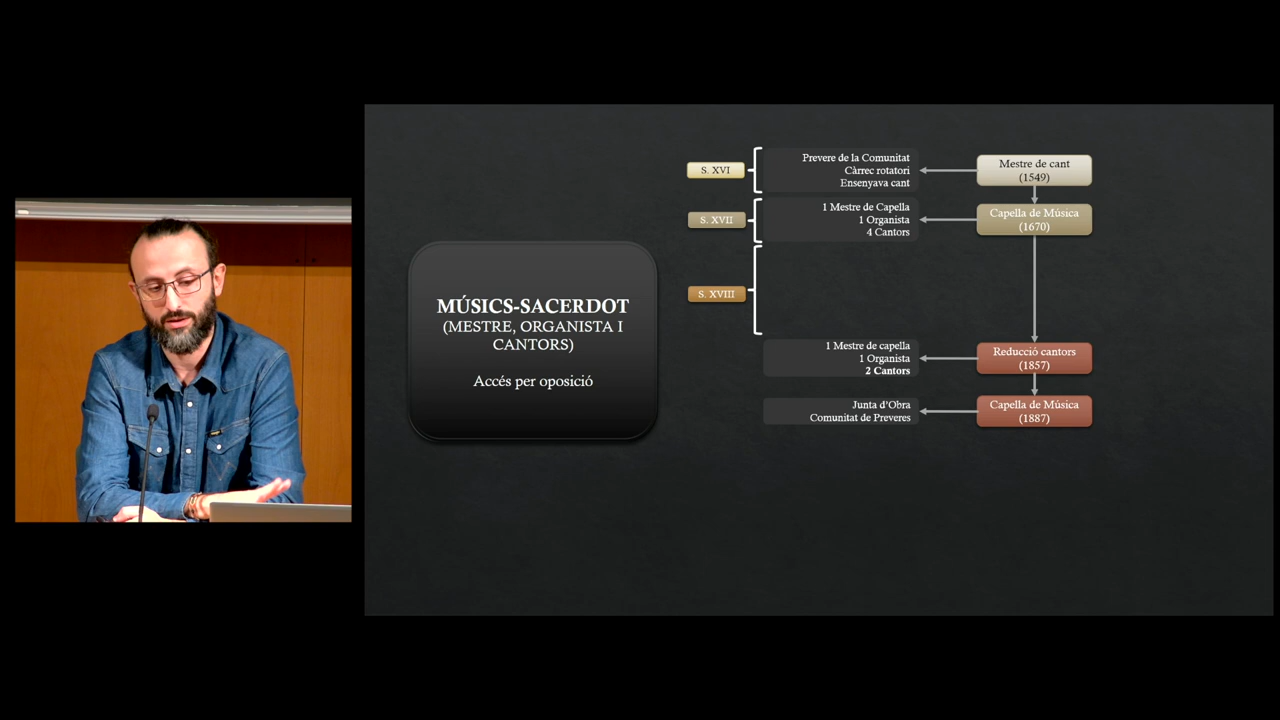 MÚSICS-SACERDOT
(MESTRE, ORGANISTA I
CANTORS)
Accés per oposició
S. XVI
Prevere de la Comunitat
Càrrec rotatori
Ensenyava cant
Mestre de cant
(1549)
S. XVII
1 Mestre de Capella
1 Organista
4 Cantors
Capella de Música
(1670)
S. XVIII
1 Mestre de capella
1 Organista
2 Cantors
Reducció cantors
(1857)
Junta d'Obra
Comunitat de Preveres
Capella de Música
(1887)